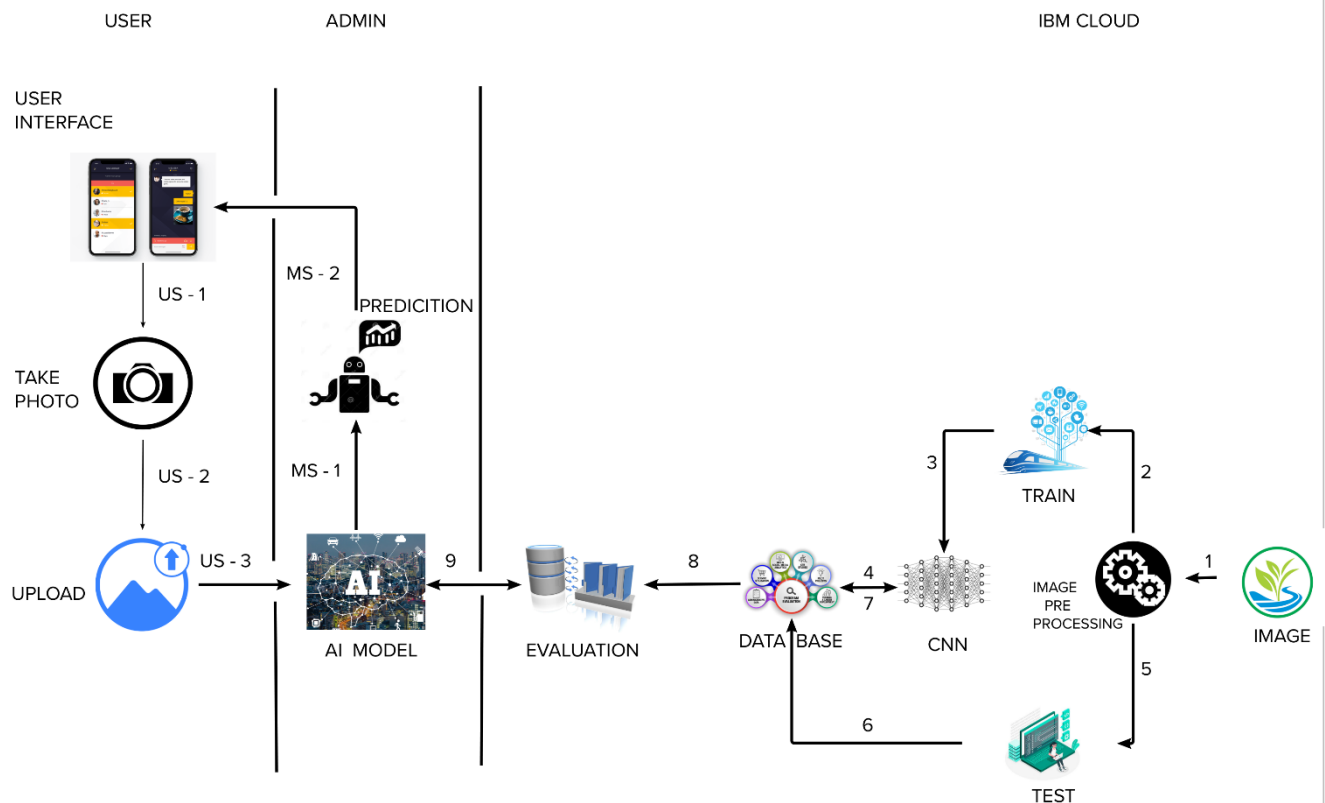 USER
ADMIN
IBM CLOUD
USER
INTERFACE
US - 1
MS - 2
PREDICITION
TAKE
PHOTO
US - 2
MS - 1
3
2
TRAIN
UPLOAD
US - 3
AI
9
8
4
7
1
IMAGE
PRE
PROCESSING
AI MODEL
EVALUATION
DATA BASE
CNN
IMAGE
5
6
TEST